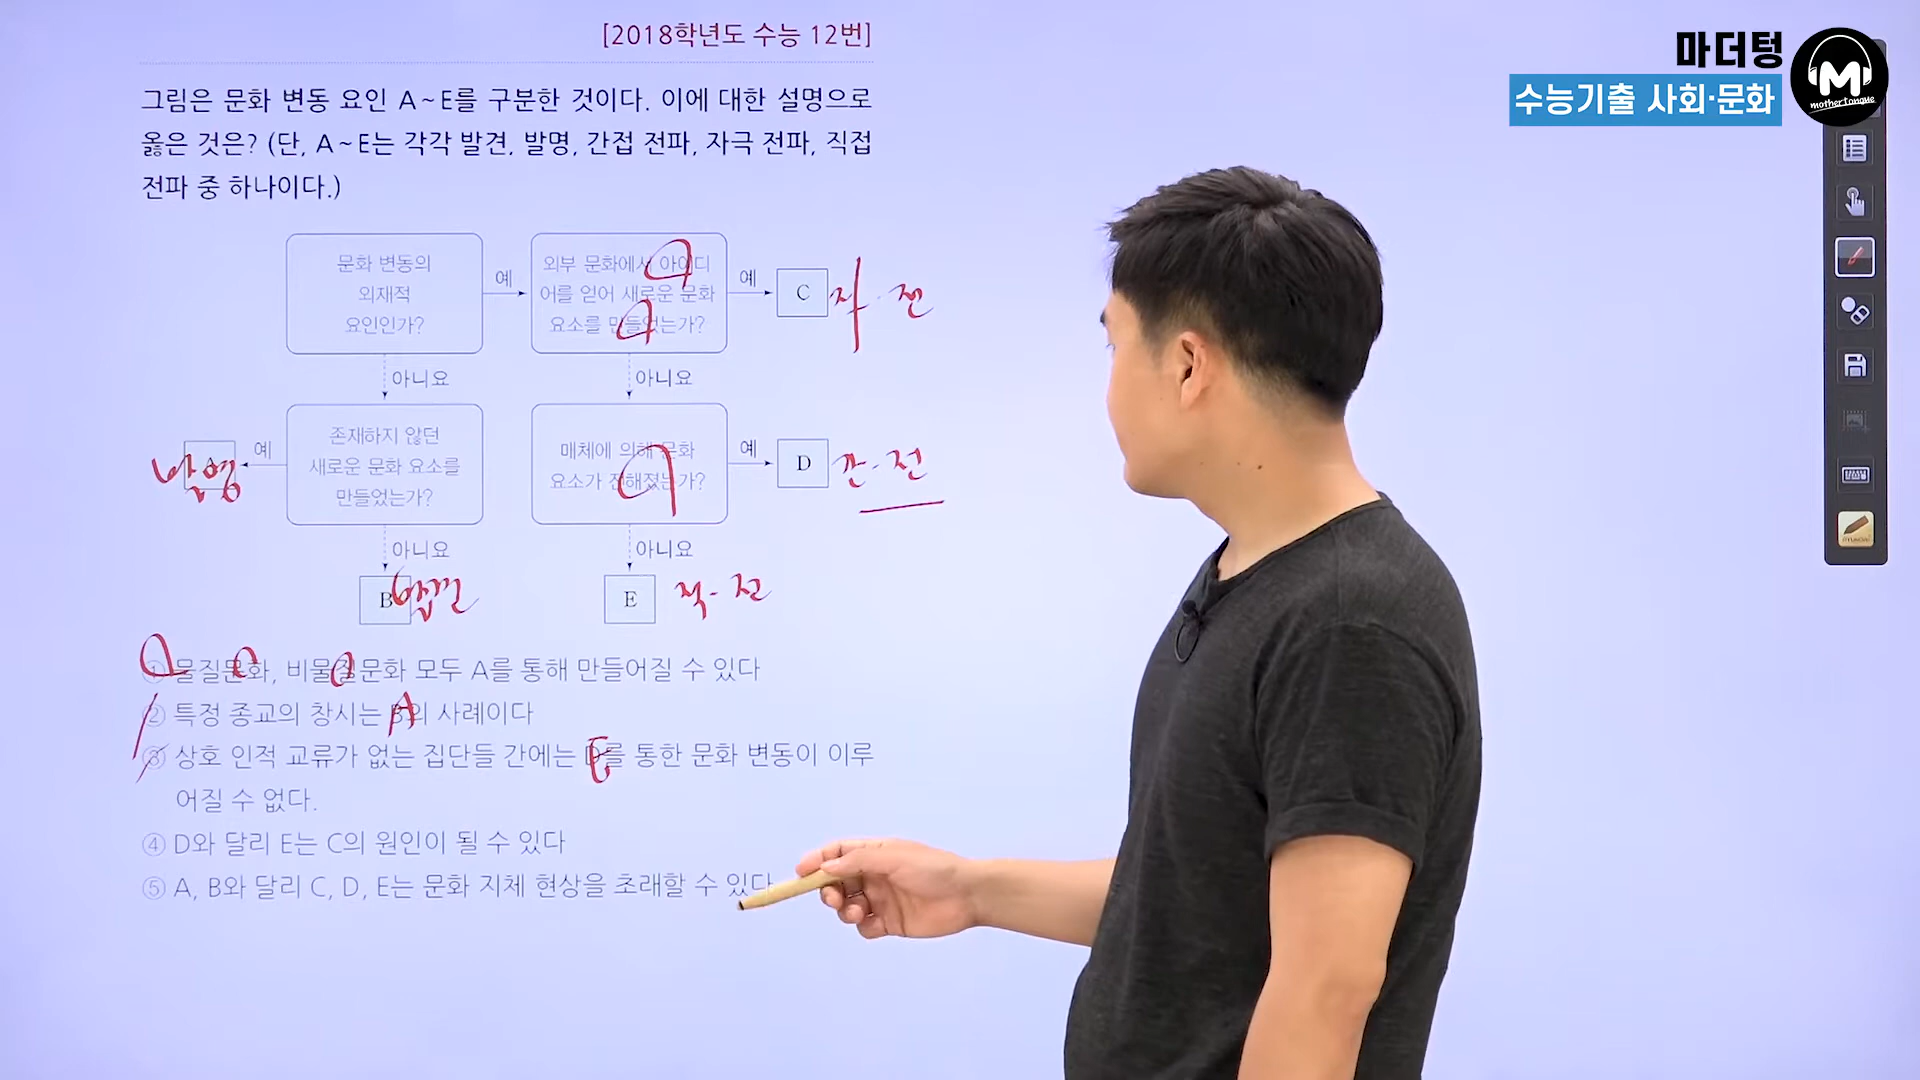 [2018학년도 수능 12번]
마더텅
수능기출 사회·문화
M
mothertongue
그림은 문화 변동 요인 A~E를 구분한 것이다. 이에 대한 설명으로
옳은 것은? (단, A~E는 각각 발견, 발명, 간접 전파, 자극 전파, 직접
전파 중 하나이다.)
문화 변동의
외재적
요인인가?
예
외부 문화에서 아이디
어를 얻어 새로운 문화
요소를 만들었는가?
예
C
자·전
아니요
아니요
발명
예
존재하지 않던
새로운 문화 요소를
만들었는가?
매체에 의해 문화
요소가 전해졌는가?
예
D
간·전
아니요
아니요
B
발견
E
직·전
① 물질문화, 비물질문화 모두 A를 통해 만들어질 수 있다
② 특정 종교의 창시는 B의 사례이다
A
③ 상호 인적 교류가 없는 집단들 간에는 D를 통한 문화 변동이 이루
E
어질 수 없다.
④ D와 달리 E는 C의 원인이 될 수 있다
⑤ A, B와 달리 C, D, E는 문화 지체 현상을 초래할 수 있다